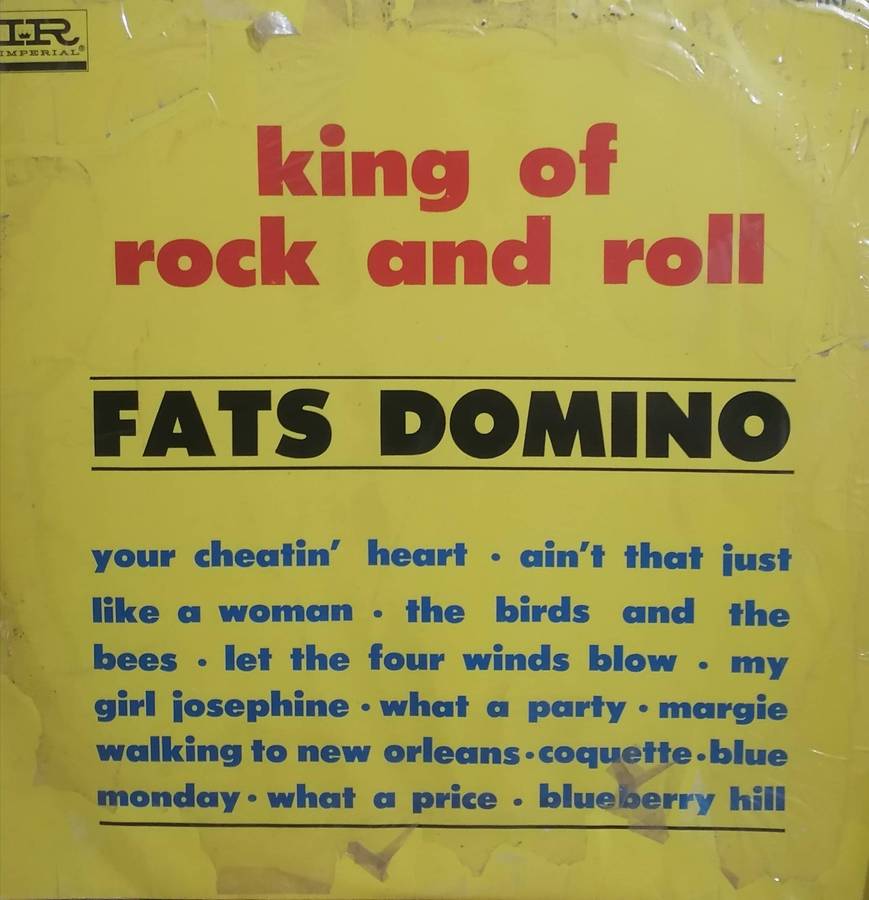 IR
IMPERIAL®
king of
rock and roll
FATS DOMINO
your cheatin' heart • ain't that just
like a woman • the birds and the
bees • let the four winds blow • my
girl josephine • what a party • margie
walking to new orleans • coquette • blue
monday • what a price • blueberry hill